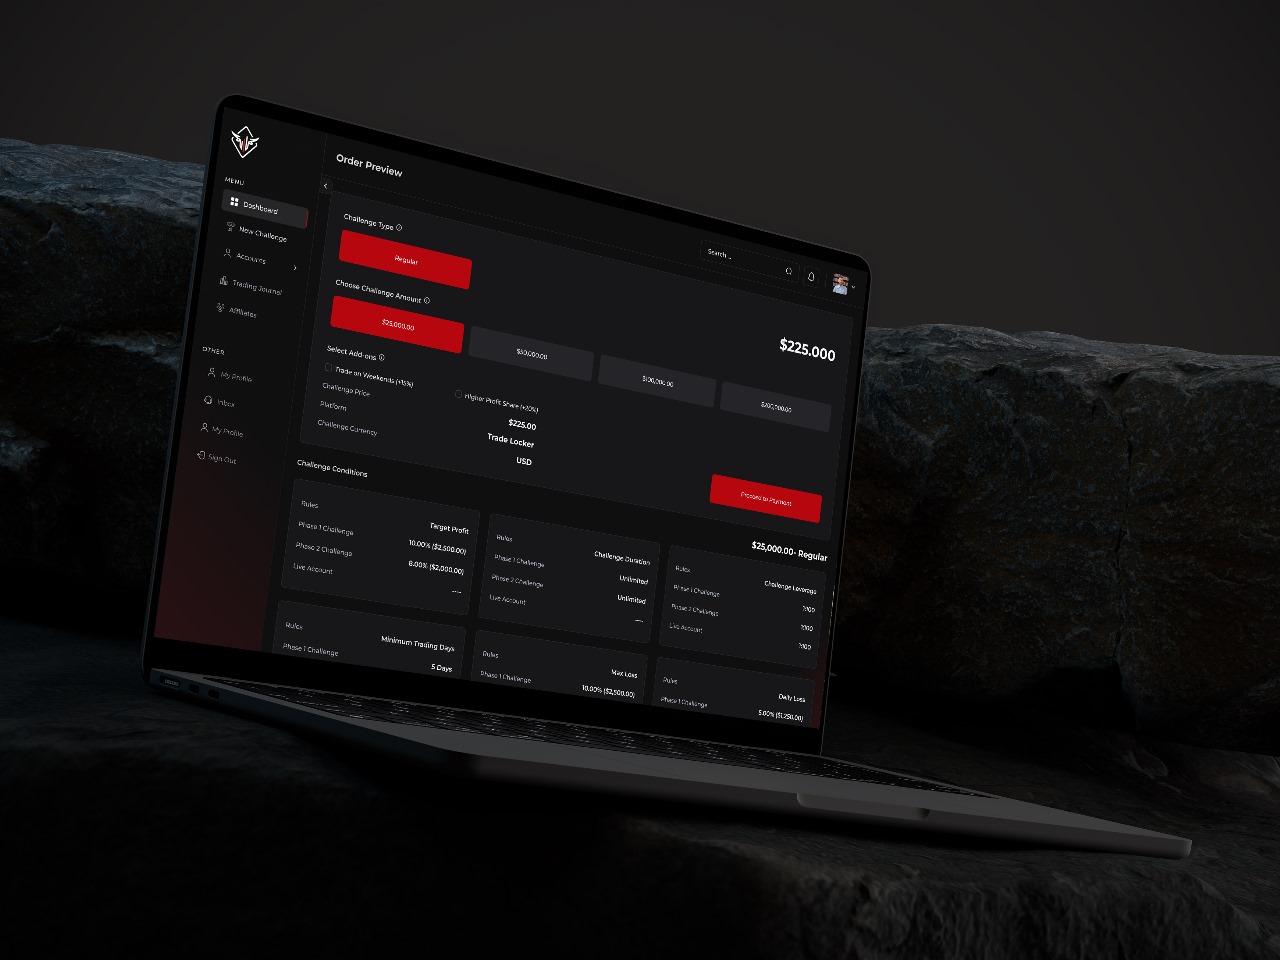 Order Preview
MENU
Dashboard
New Challenge
Accounts
Trading Journal
Affiliates
OTHER
My Profile
Inbox
My Profile
Sign Out
Search ..
Challenge Type
Regular
Choose Challenge Amount
$25,000.00
$50,000.00
$100,000.00
$200,000.00
$225.000
Select Add-ons
Trade on Weekends (+15%)
Higher Profit Share (+20%)
Challenge Price
$225.00
Platform
Trade Locker
Challenge Currency
USD
Proceed to Payment
Challenge Conditions
$25,000.00- Regular
Rules
Target Profit
Phase 1 Challenge
10.00% ($2,500.00)
Phase 2 Challenge
8.00% ($2,000.00)
Live Account
----
Rules
Challenge Duration
Phase 1 Challenge
Unlimited
Phase 2 Challenge
Unlimited
Live Account
----
Rules
Challenge Leverage
Phase 1 Challenge
1:100
Phase 2 Challenge
1:100
Live Account
1:100
Rules
Minimum Trading Days
Phase 1 Challenge
5 Days
Rules
Max Loss
Phase 1 Challenge
10.00% ($2,500.00)
Rules
Daily Loss
Phase 1 Challenge
5.00% ($1,250.00)